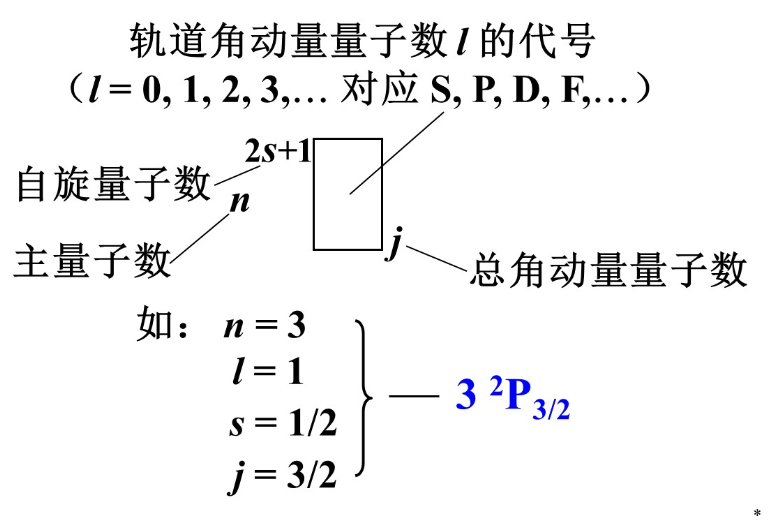 轨道角动量量子数 l 的代号
（l = 0, 1, 2, 3,… 对应 S, P, D, F,…）
2s+1
自旋量子数
n
主量子数
j
总角动量量子数
如： n = 3
l = 1
s = 1/2
j = 3/2
— 3 ²P₃/₂
*